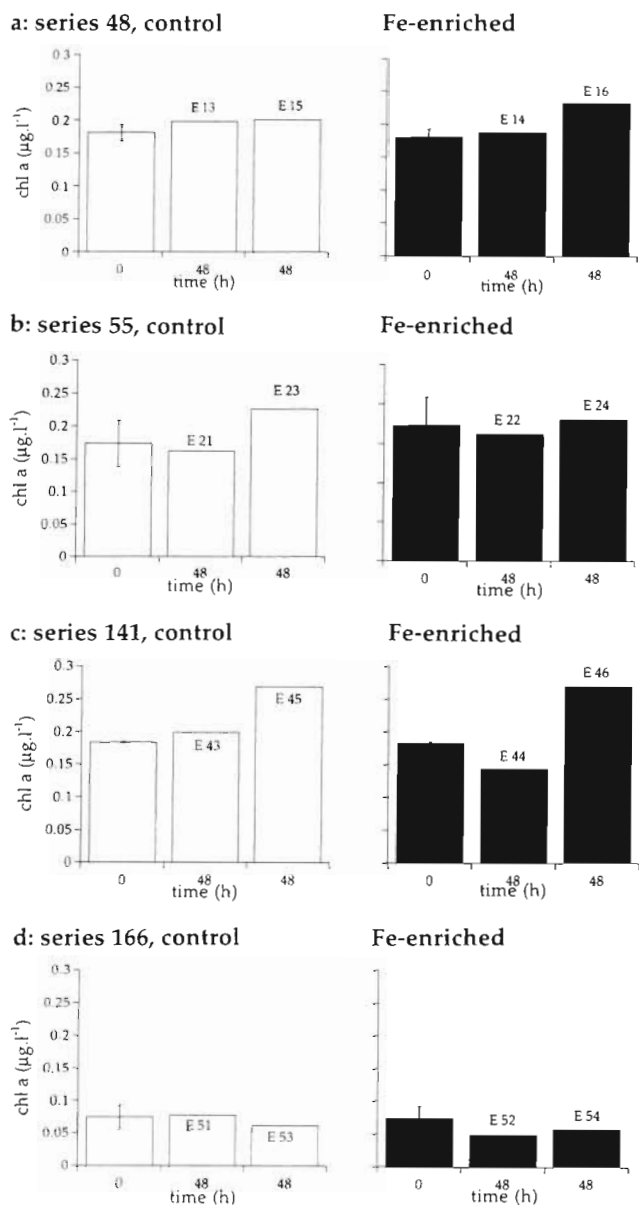 a: series 48, control
Fe-enriched
chl a (µg.l⁻¹)
0.3
0.25
0.2
0.15
0.1
0.05
0
E 13
E 15
0
48
48
time (h)
E 14
E 16
0
48
48
time (h)
b: series 55, control
Fe-enriched
chl a (µg.l⁻¹)
0.3
0.25
0.2
0.15
0.1
0.05
0
E 21
E 23
0
48
48
time (h)
E 22
E 24
0
48
48
time (h)
c: series 141, control
Fe-enriched
chl a (µg.l⁻¹)
0.3
0.25
0.2
0.15
0.1
0.05
0
E 43
E 45
0
48
48
time (h)
E 44
E 46
0
48
48
time (h)
d: series 166, control
Fe-enriched
chl a (µg.l⁻¹)
0.3
0.25
0.2
0.15
0.1
0.05
0
E 51
E 53
0
48
48
time (h)
E 52
E 54
0
48
48
time (h)